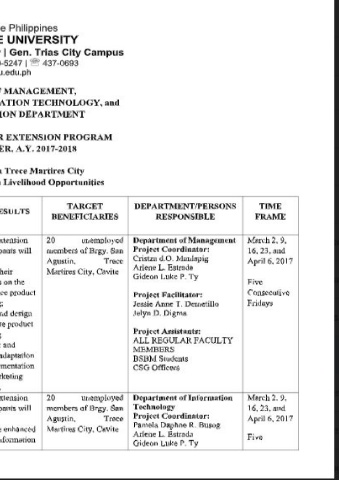 e Philippines
E UNIVERSITY
| Gen. Trias City Campus
-5247 | ☏ 437-0693
u.edu.ph
F MANAGEMENT,
ATION TECHNOLOGY, and
ION DEPARTMENT
R EXTENSION PROGRAM
ER, A.Y. 2017-2018
Trece Martires City
Livelihood Opportunities
ESULTS
TARGET BENEFICIARIES
DEPARTMENT/PERSONS RESPONSIBLE
TIME FRAME
xtension
pants will
heir
s on the
re product
g;
nd design
te product
and
adaptation
mentation
rketing
20 unemployed
members of Brgy. San
Agustin, Trece
Martires City, Cavite
Department of Management
Project Coordinator:
Cristan d.O. Manlapig
Arlene L. Estrada
Gideon Luke P. Ty
Project Facilitator:
Jessie Anne T. Demetillo
Jelyn D. Digma
Project Assistants:
ALL REGULAR FACULTY
MEMBERS
BSBM Students
CSG Officers
March 2, 9,
16, 23, and
April 6, 2017
Five
Consecutive
Fridays
xtension
pants will
e enhanced
formation
20 unemployed
members of Brgy. San
Agustin, Trece
Martires City, Cavite
Department of Information
Technology
Project Coordinator:
Pamela Daphne R. Busog
Arlene L. Estrada
Gideon Luke P. Ty
March 2, 9,
16, 23, and
April 6, 2017
Five